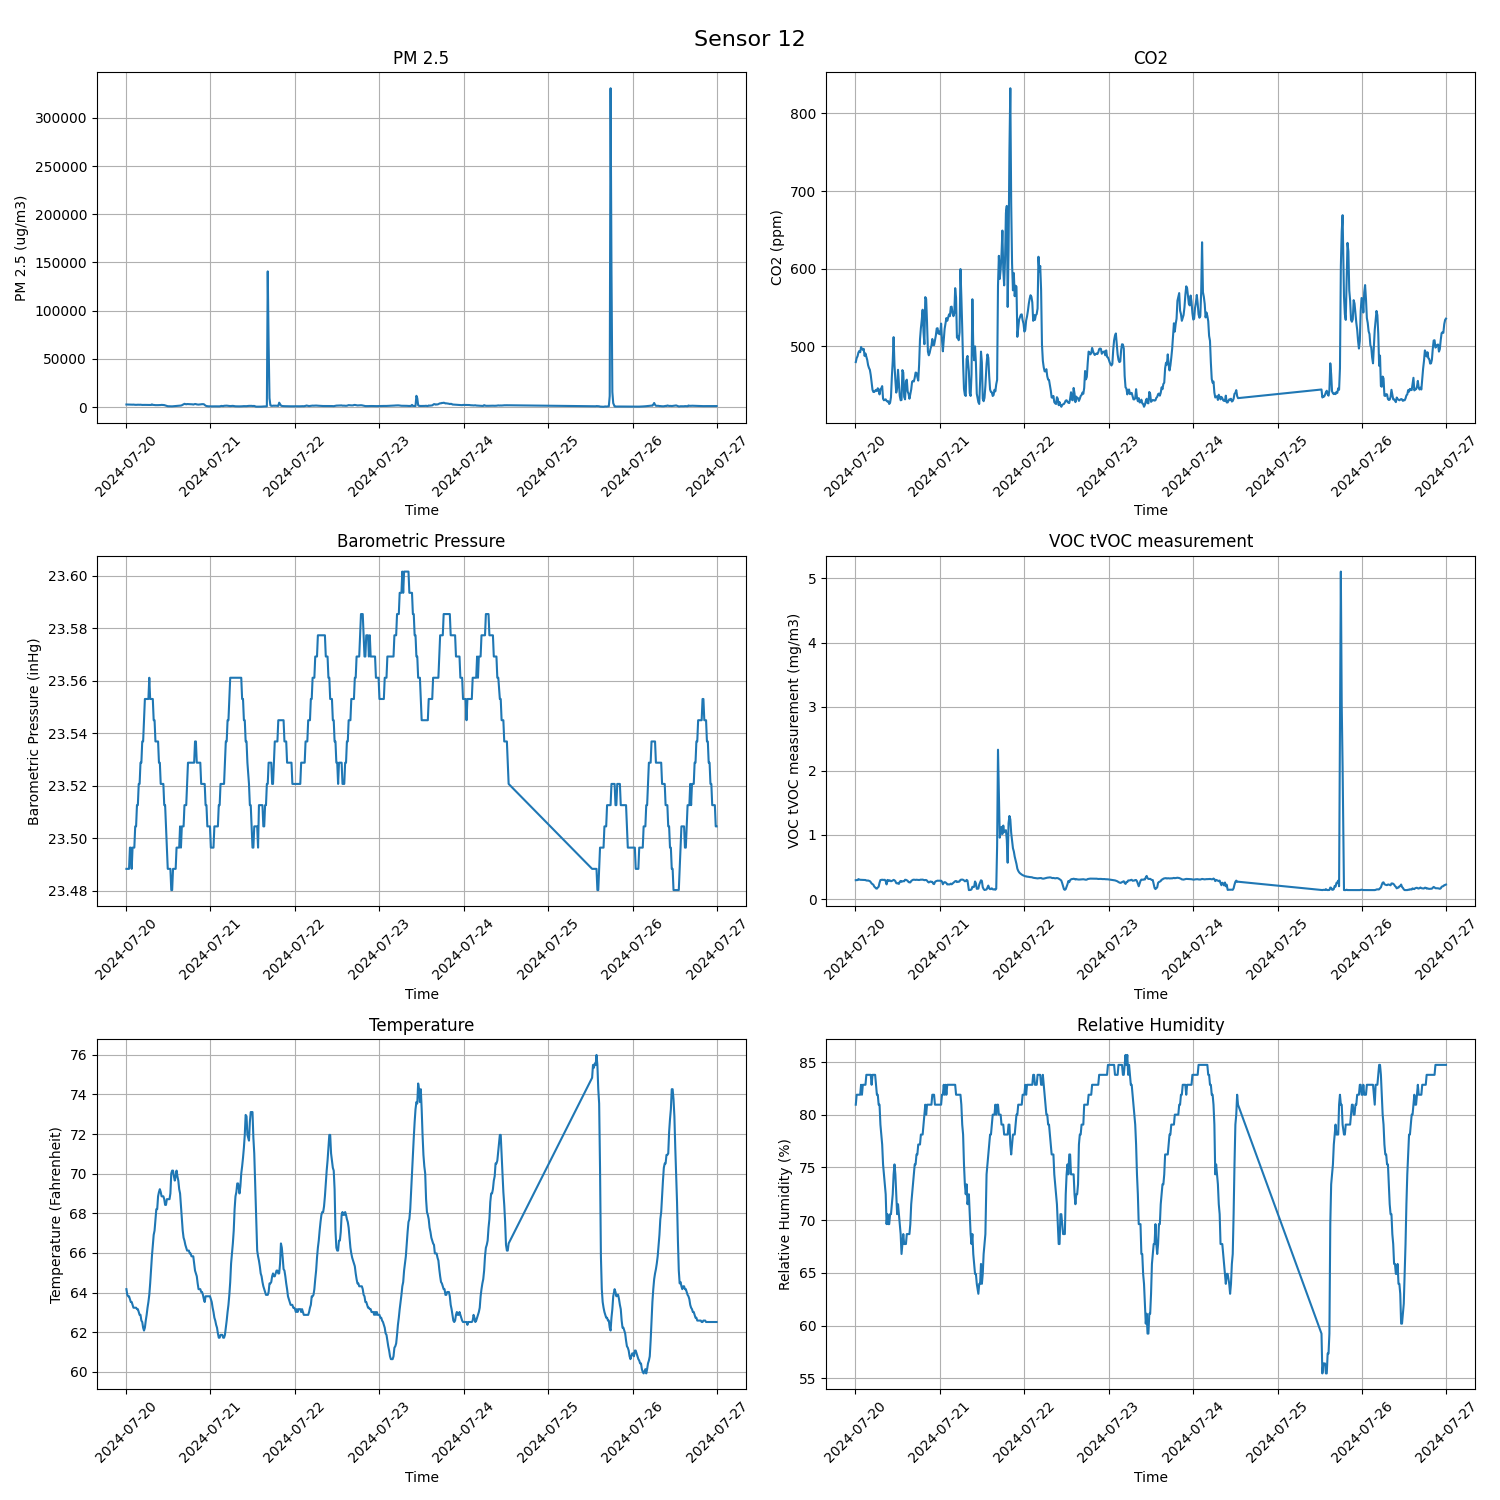 Sensor 12
PM 2.5
PM 2.5 (ug/m3)
300000
250000
200000
150000
100000
50000
0
2024-07-20 2024-07-21 2024-07-22 2024-07-23 2024-07-24 2024-07-25 2024-07-26 2024-07-27
Time
CO2
CO2 (ppm)
800
700
600
500
2024-07-20 2024-07-21 2024-07-22 2024-07-23 2024-07-24 2024-07-25 2024-07-26 2024-07-27
Time
Barometric Pressure
Barometric Pressure (inHg)
23.60
23.58
23.56
23.54
23.52
23.50
23.48
2024-07-20 2024-07-21 2024-07-22 2024-07-23 2024-07-24 2024-07-25 2024-07-26 2024-07-27
Time
VOC tVOC measurement
VOC tVOC measurement (mg/m3)
5
4
3
2
1
0
2024-07-20 2024-07-21 2024-07-22 2024-07-23 2024-07-24 2024-07-25 2024-07-26 2024-07-27
Time
Temperature
Temperature (Fahrenheit)
76
74
72
70
68
66
64
62
60
2024-07-20 2024-07-21 2024-07-22 2024-07-23 2024-07-24 2024-07-25 2024-07-26 2024-07-27
Time
Relative Humidity
Relative Humidity (%)
85
80
75
70
65
60
55
2024-07-20 2024-07-21 2024-07-22 2024-07-23 2024-07-24 2024-07-25 2024-07-26 2024-07-27
Time